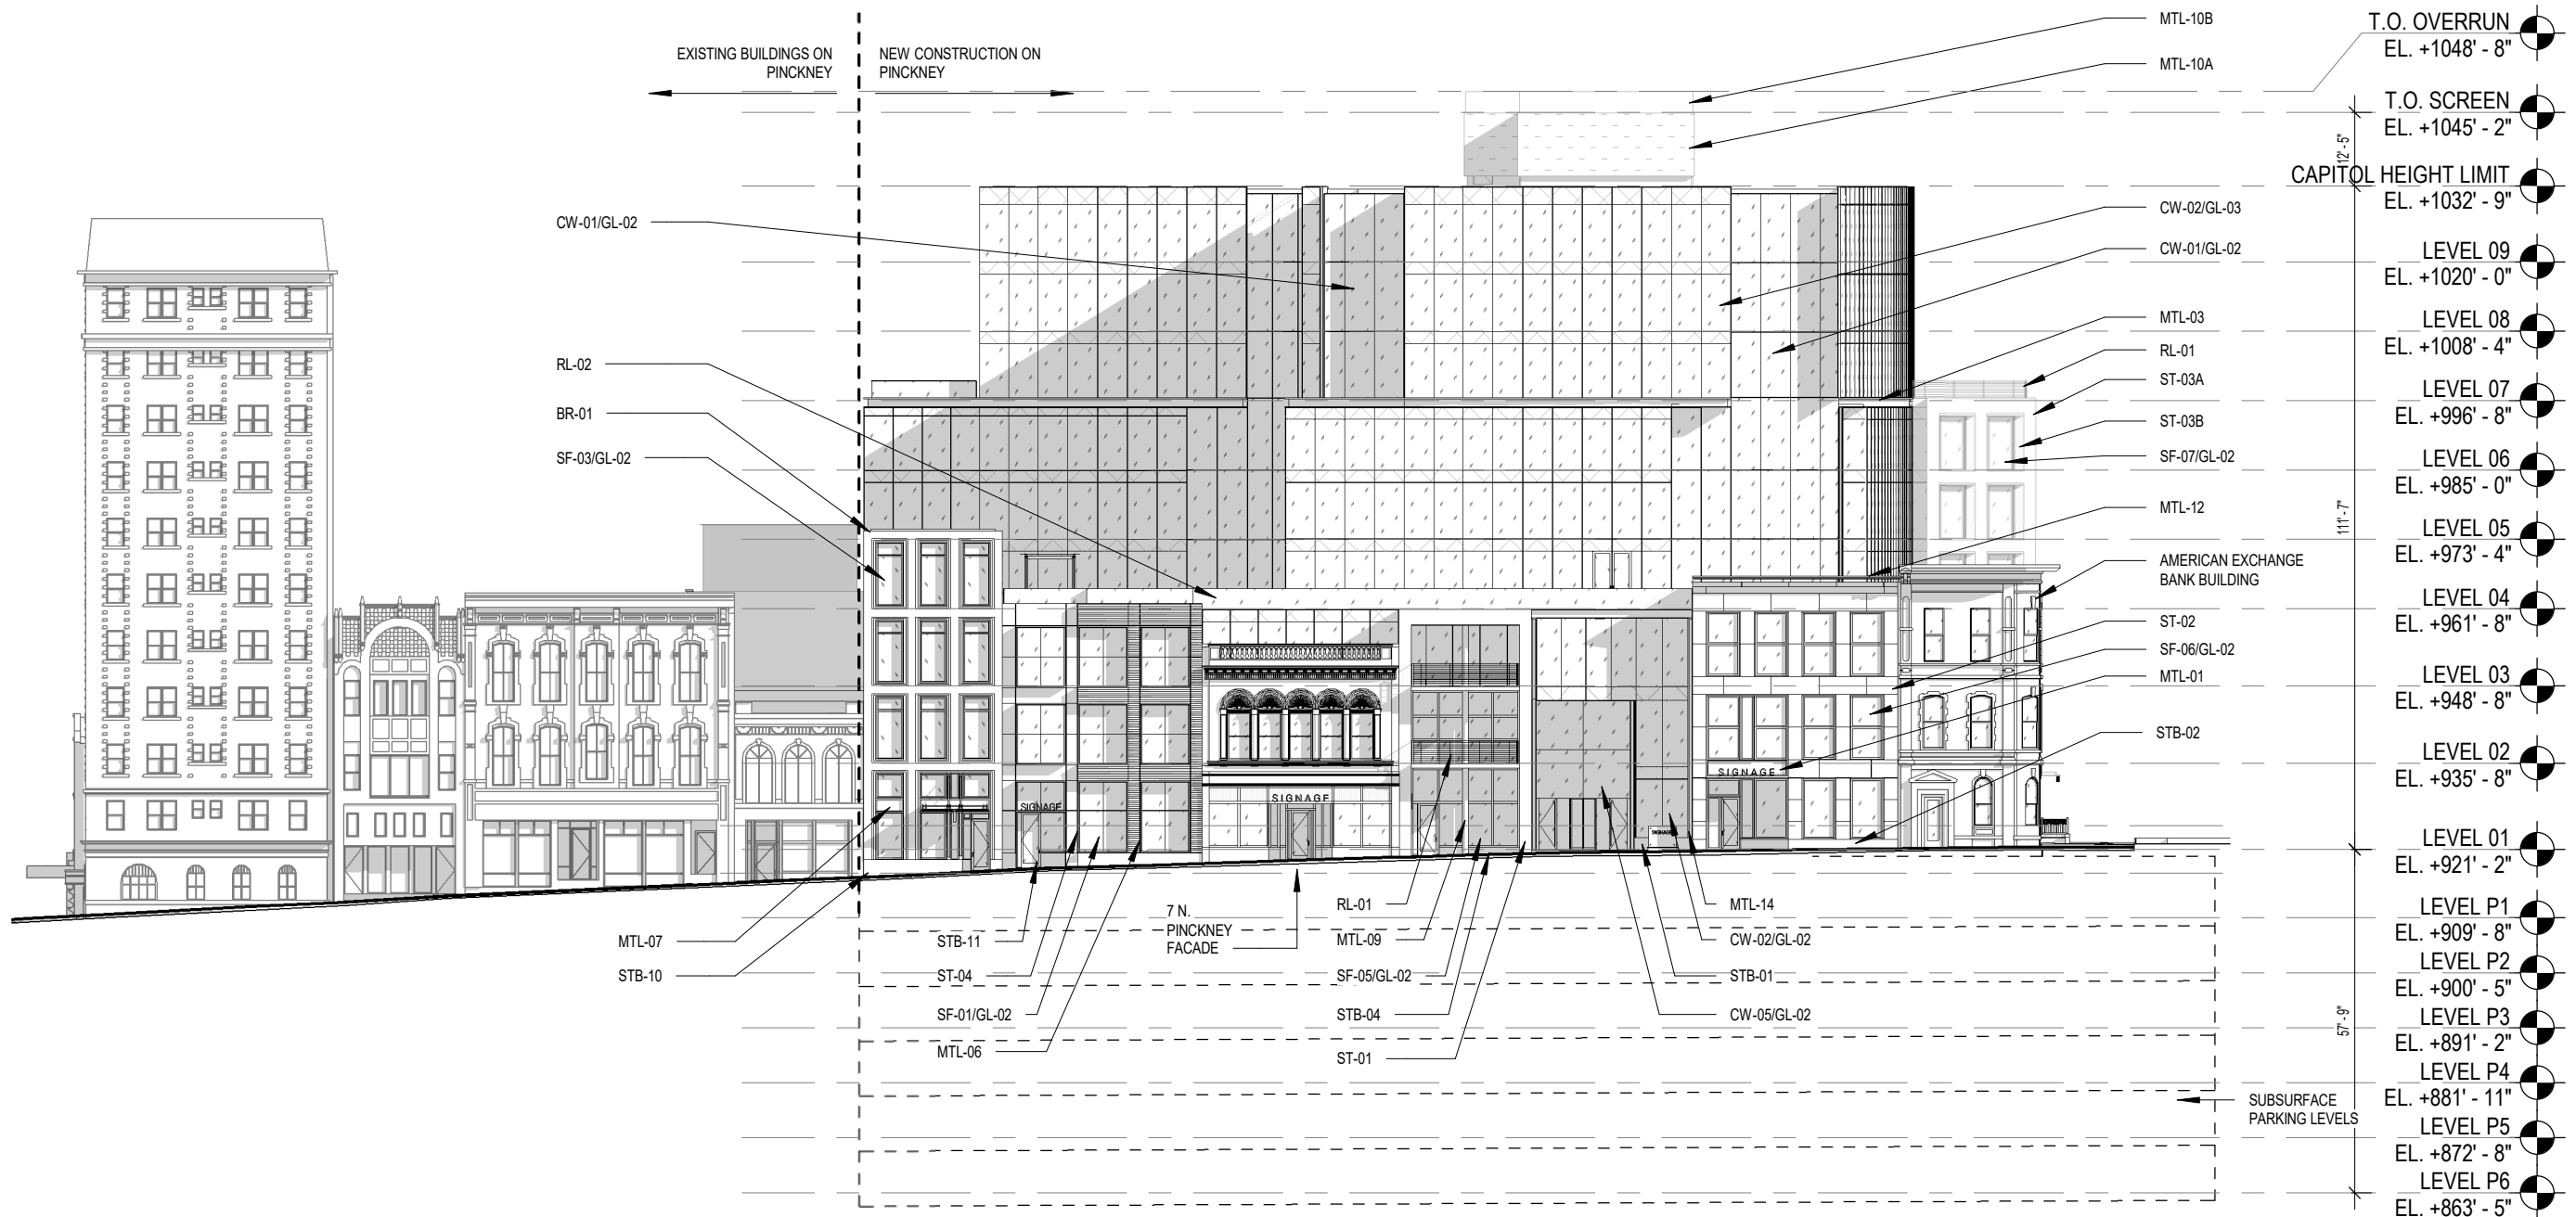 MTL-10B
T.O. OVERRUN
EL. +1048' - 8"
EXISTING BUILDINGS ON
PINCKNEY
NEW CONSTRUCTION ON
PINCKNEY
MTL-10A
T.O. SCREEN
EL. +1045' - 2"
12' - 5"
CAPITOL HEIGHT LIMIT
EL. +1032' - 9"
CW-01/GL-02
CW-02/GL-03
CW-01/GL-02
LEVEL 09
EL. +1020' - 0"
MTL-03
LEVEL 08
EL. +1008' - 4"
RL-02
RL-01
ST-03A
LEVEL 07
EL. +996' - 8"
BR-01
ST-03B
SF-03/GL-02
SF-07/GL-02
LEVEL 06
EL. +985' - 0"
MTL-12
111' - 7"
LEVEL 05
EL. +973' - 4"
AMERICAN EXCHANGE
BANK BUILDING
LEVEL 04
EL. +961' - 8"
ST-02
SF-06/GL-02
MTL-01
LEVEL 03
EL. +948' - 8"
STB-02
LEVEL 02
EL. +935' - 8"
SIGNAGE
SIGNAGE
SIGNAGE
SIGNAGE
LEVEL 01
EL. +921' - 2"
7 N.
PINCKNEY
FACADE
RL-01
MTL-14
LEVEL P1
EL. +909' - 8"
MTL-07
STB-11
MTL-09
CW-02/GL-02
STB-10
ST-04
SF-05/GL-02
STB-01
LEVEL P2
EL. +900' - 5"
SF-01/GL-02
STB-04
CW-05/GL-02
LEVEL P3
EL. +891' - 2"
57' - 9"
MTL-06
ST-01
LEVEL P4
EL. +881' - 11"
SUBSURFACE
PARKING LEVELS
LEVEL P5
EL. +872' - 8"
LEVEL P6
EL. +863' - 5"